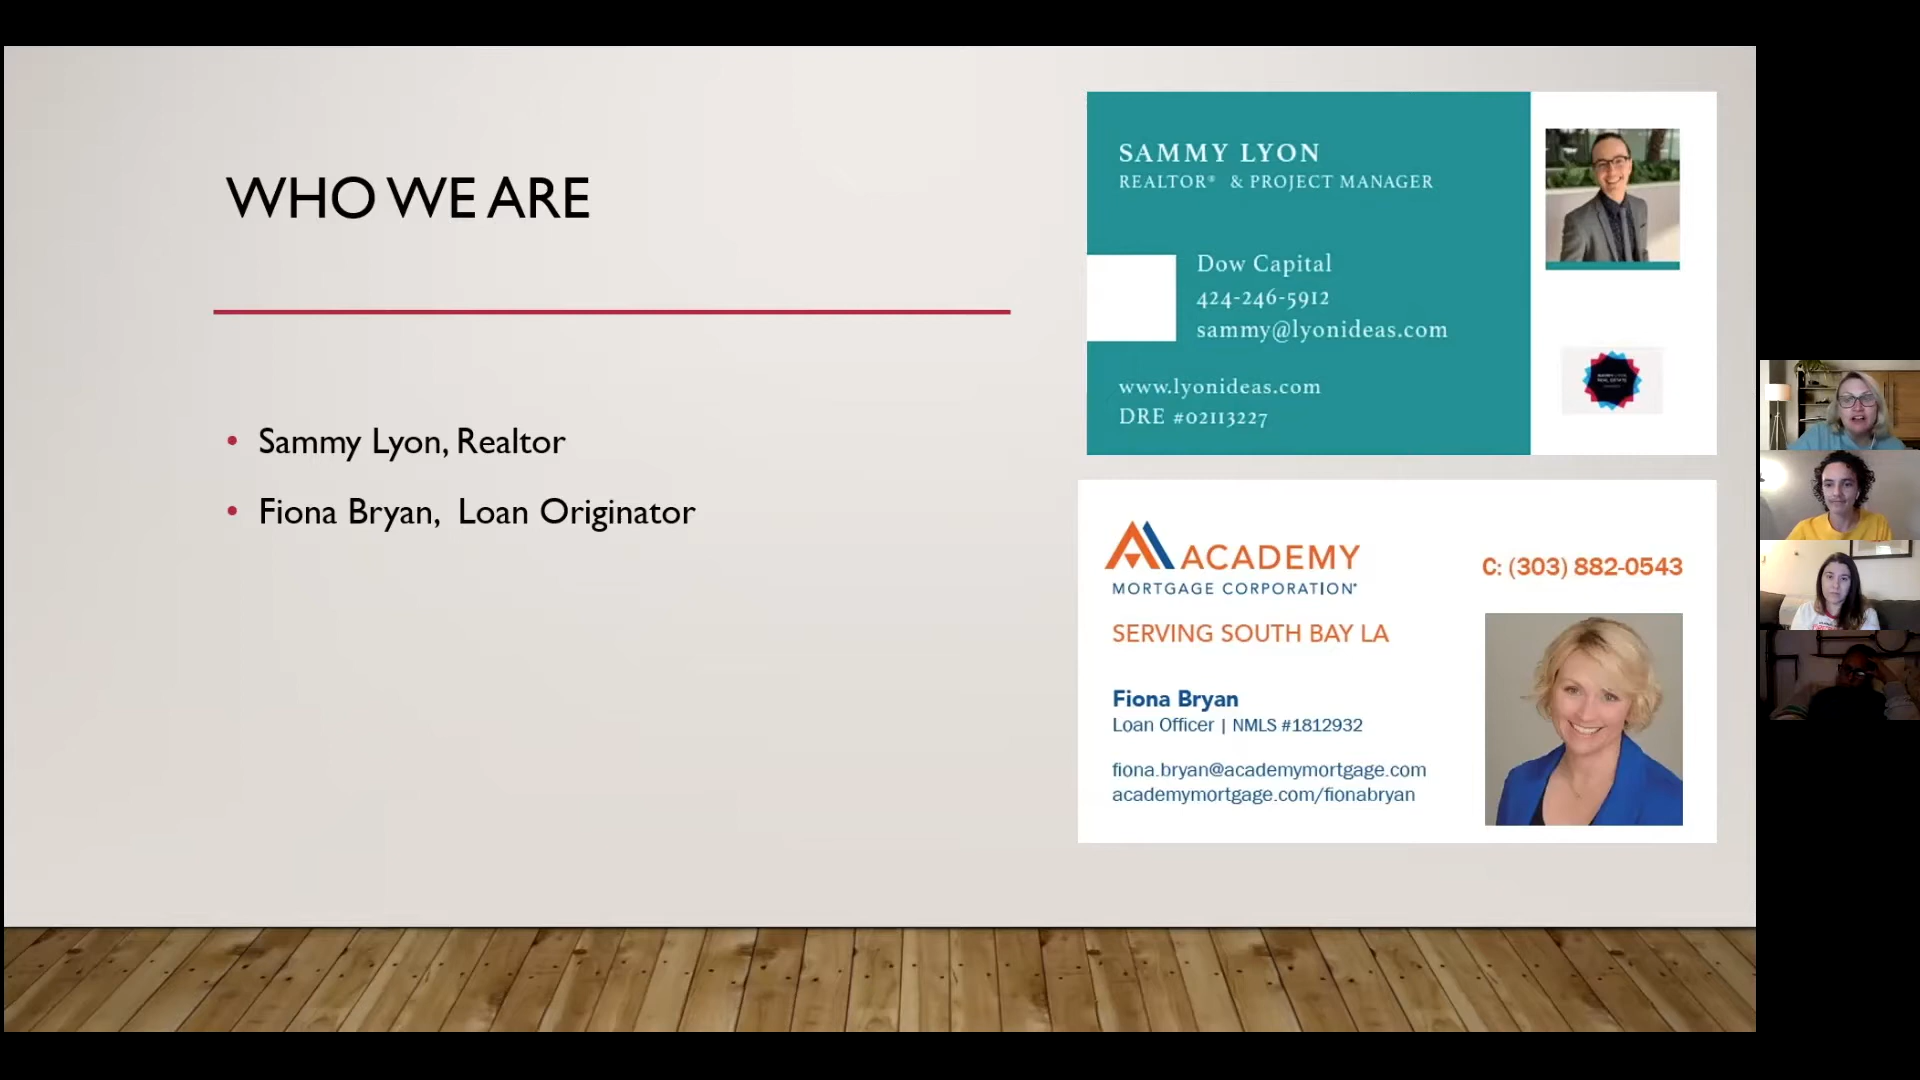 WHO WE ARE
• Sammy Lyon, Realtor
• Fiona Bryan, Loan Originator
SAMMY LYON
REALTOR® & PROJECT MANAGER
Dow Capital
424-246-5912
sammy@lyonideas.com
www.lyonideas.com
DRE #02113227
ACADEMY
MORTGAGE CORPORATION®
C: (303) 882-0543
SERVING SOUTH BAY LA
Fiona Bryan
Loan Officer | NMLS #1812932
fiona.bryan@academymortgage.com
academymortgage.com/fionabryan